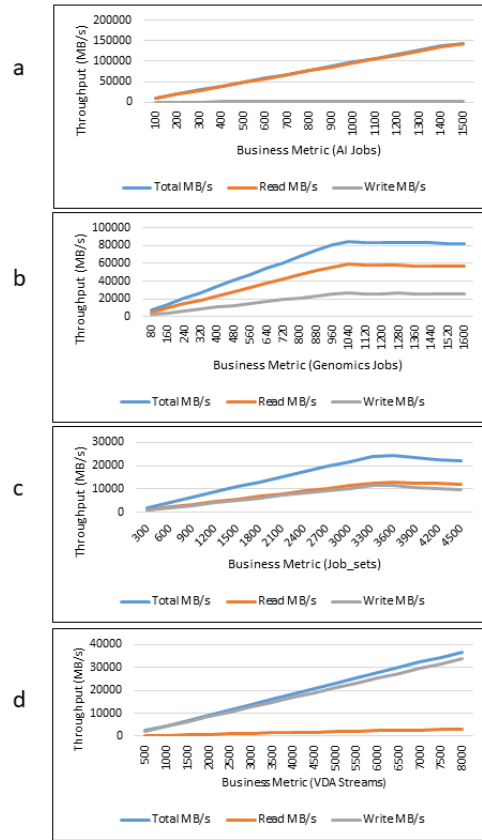 a
Throughput (MB/s)
200000
150000
100000
50000
0
100 200 300 400 500 600 700 800 900 1000 1100 1200 1300 1400 1500
Business Metric (AI Jobs)
Total MB/s Read MB/s Write MB/s
b
Throughput (MB/s)
100000
80000
60000
40000
20000
0
80 160 240 320 400 480 560 640 720 800 880 960 1040 1120 1200 1280 1360 1440 1520 1600
Business Metric (Genomics Jobs)
Total MB/s Read MB/s Write MB/s
c
Throughput (MB/s)
30000
20000
10000
0
300 600 900 1200 1500 1800 2100 2400 2700 3000 3300 3600 3900 4200 4500
Business Metric (Job_sets)
Total MB/s Read MB/s Write MB/s
d
Throughput (MB/s)
40000
30000
20000
10000
0
500 1000 1500 2000 2500 3000 3500 4000 4500 5000 5500 6000 6500 7000 7500 8000
Business Metric (VDA Streams)
Total MB/s Read MB/s Write MB/s